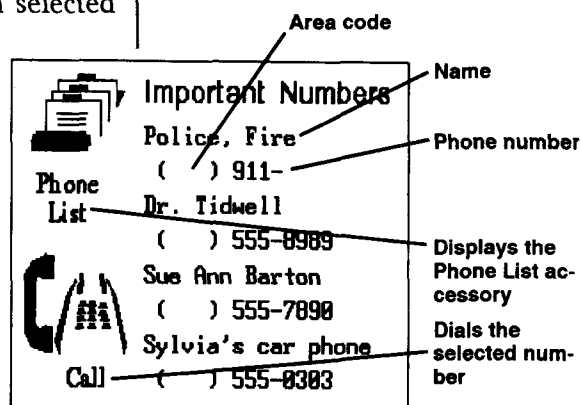 selected
Area code
Important Numbers
Name
Police, Fire
( ) 911-
Phone number
Phone
List
Dr. Tidwell
( ) 555-8989
Displays the
Phone List ac-
cessory
Sue Ann Barton
( ) 555-7890
Sylvia's car phone
Dials the
selected num-
ber
Call
( ) 555-0303